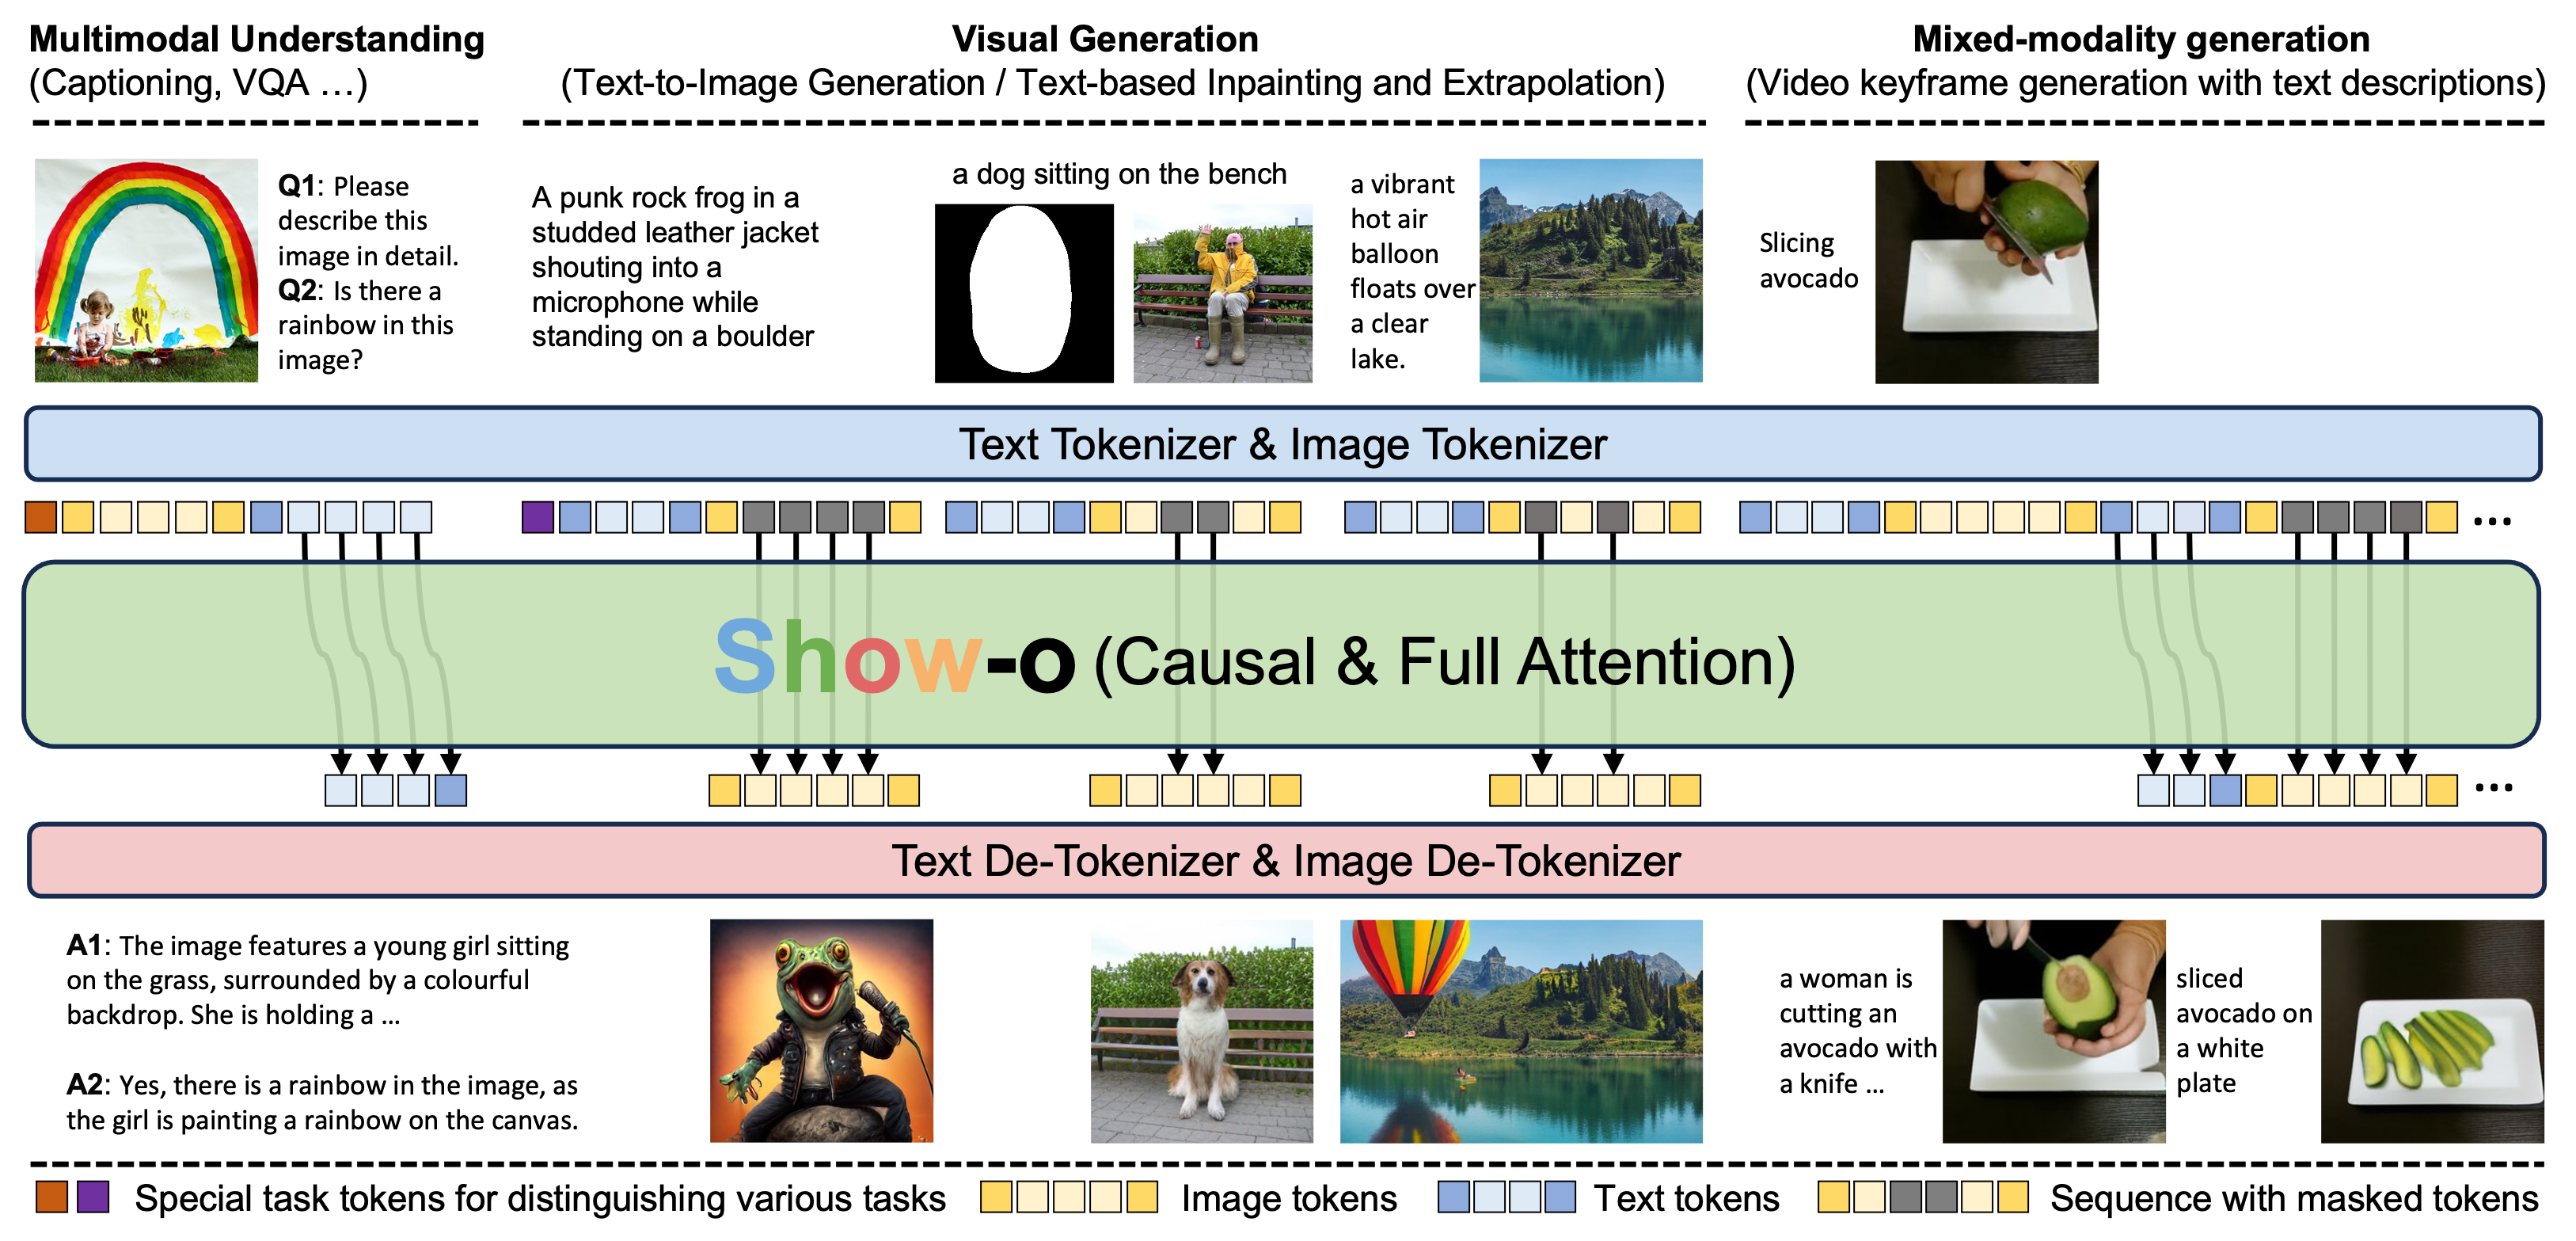 Multimodal Understanding
(Captioning, VQA …)
Visual Generation
(Text-to-Image Generation / Text-based Inpainting and Extrapolation)
Mixed-modality generation
(Video keyframe generation with text descriptions)
Q1: Please
describe this
image in detail.
Q2: Is there a
rainbow in this
image?
A punk rock frog in a
studded leather jacket
shouting into a
microphone while
standing on a boulder
a dog sitting on the bench
a vibrant
hot air
balloon
floats over
a clear
lake.
Slicing
avocado
Text Tokenizer & Image Tokenizer
...
Show-o (Causal & Full Attention)
...
Text De-Tokenizer & Image De-Tokenizer
A1: The image features a young girl sitting
on the grass, surrounded by a colourful
backdrop. She is holding a …
A2: Yes, there is a rainbow in the image, as
the girl is painting a rainbow on the canvas.
a woman is
cutting an
avocado with
a knife …
sliced
avocado on
a white
plate
Special task tokens for distinguishing various tasks
Image tokens
Text tokens
Sequence with masked tokens